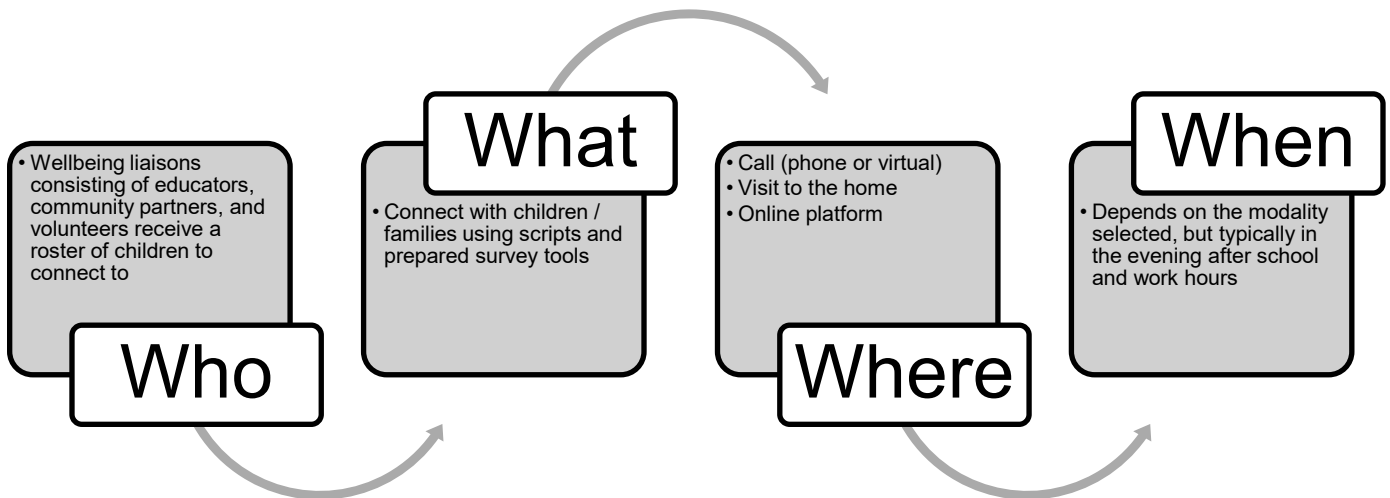 • Wellbeing liaisons
consisting of educators,
community partners, and
volunteers receive a
roster of children to
connect to
Who
What
• Connect with children /
families using scripts and
prepared survey tools
• Call (phone or virtual)
• Visit to the home
• Online platform
Where
When
• Depends on the modality
selected, but typically in
the evening after school
and work hours